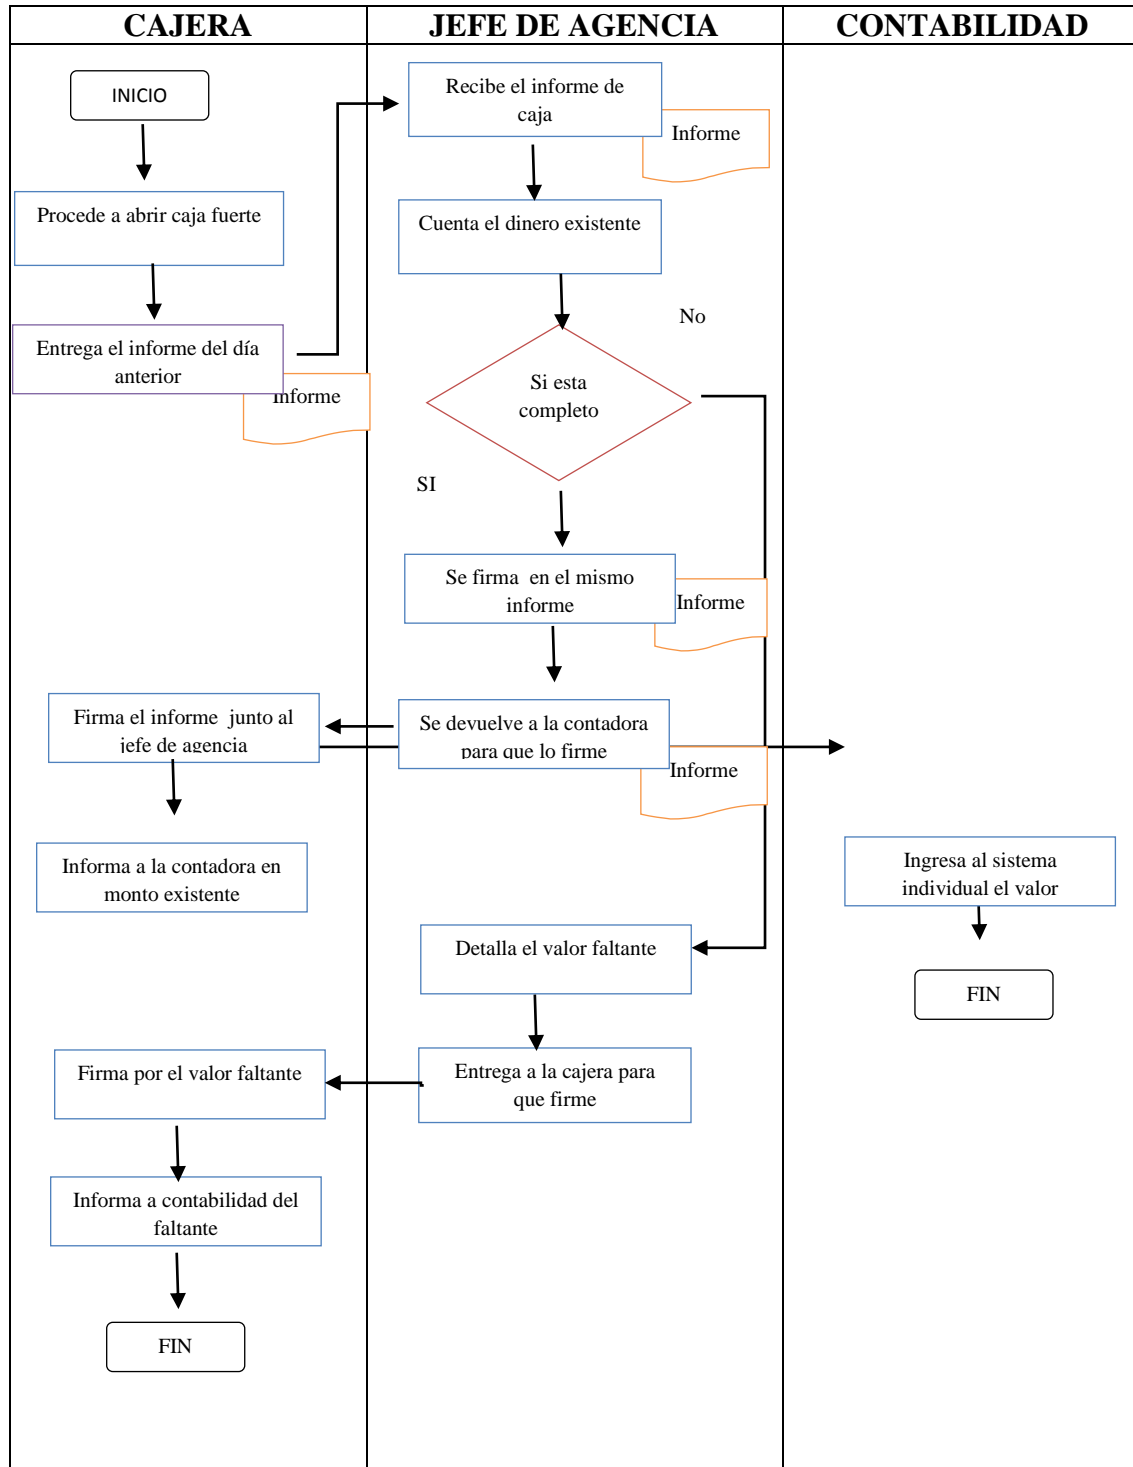 CAJERA
JEFE DE AGENCIA
CONTABILIDAD
INICIO
Procede a abrir caja fuerte
Entrega el informe del día
anterior
Informe
Recibe el informe de
caja
Informe
Cuenta el dinero existente
No
Si esta
completo
SI
Se firma en el mismo
informe
Informe
Se devuelve a la contadora
para que lo firme
Informe
Firma el informe junto al
jefe de agencia
Informa a la contadora en
monto existente
Ingresa al sistema
individual el valor
FIN
Detalla el valor faltante
Entrega a la cajera para
que firme
Firma por el valor faltante
Informa a contabilidad del
faltante
FIN